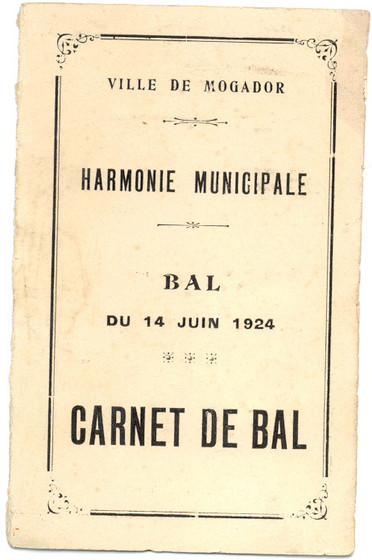 VILLE DE MOGADOR
HARMONIE MUNICIPALE
BAL
DU 14 JUIN 1924
CARNET DE BAL